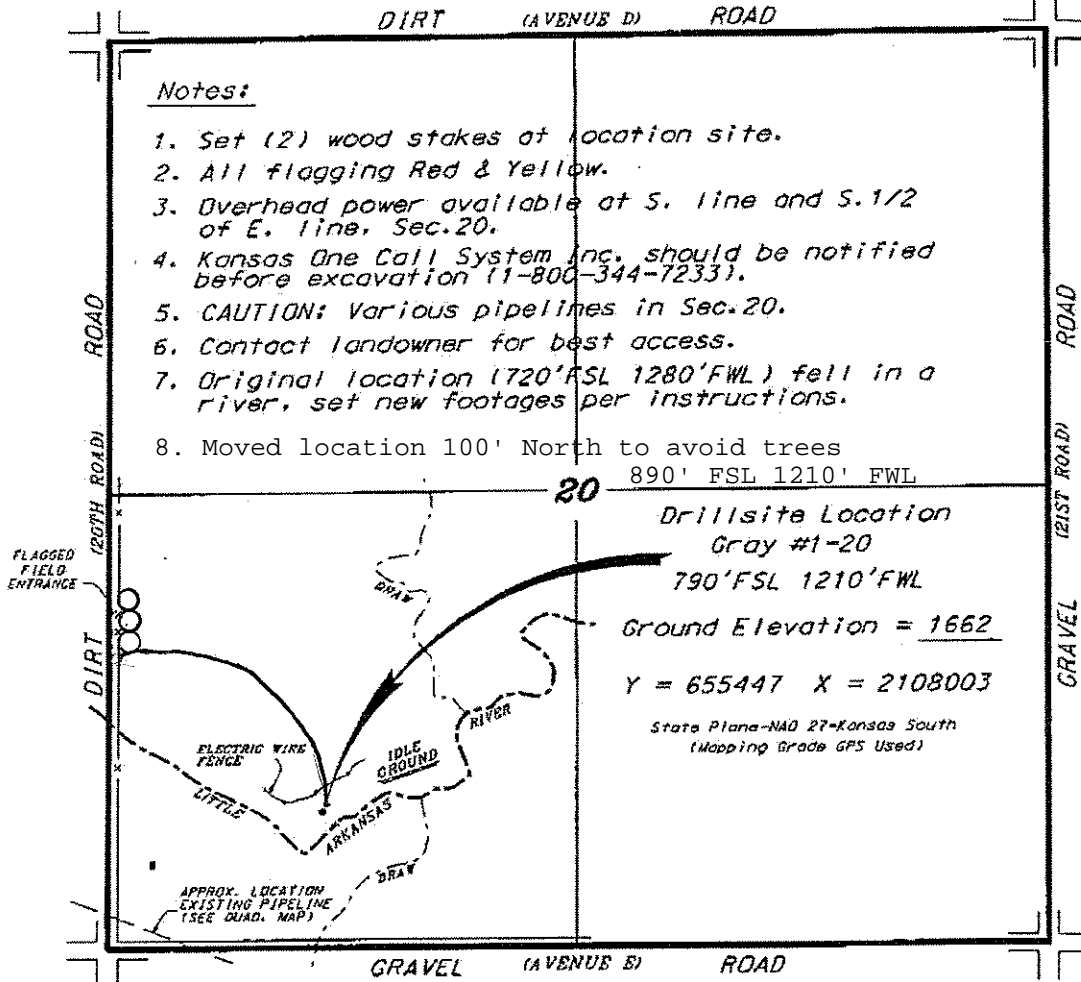 DIRT (AVENUE D) ROAD
Notes:
1. Set (2) wood stakes at location site.
2. All flagging Red & Yellow.
3. Overhead power available at S. line and S.1/2
of E. line, Sec.20.
4. Kansas One Call System Inc. should be notified
before excavation (1-800-344-7233).
5. CAUTION: Various pipelines in Sec.20.
6. Contact landowner for best access.
7. Original location (720'FSL 1280'FWL) fell in a
river, set new footages per instructions.
8. Moved location 100' North to avoid trees
890' FSL 1210' FWL
20
Drillsite Location
Gray #1-20
790'FSL 1210'FWL
Ground Elevation = 1662
Y = 655447 X = 2108003
State Plane-NAD 27-Kansas South
(Mapping Grade GPS Used)
DIRT (20TH ROAD) ROAD
GRAVEL (21ST ROAD) ROAD
FLAGGED
FIELD
ENTRANCE
DRAW
ELECTRIC WIRE
FENCE
IDLE
GROUND
LITTLE ARKANSAS RIVER
DRAW
APPROX. LOCATION
EXISTING PIPELINE
(SEE QUAD. MAP)
GRAVEL (AVENUE E) ROAD